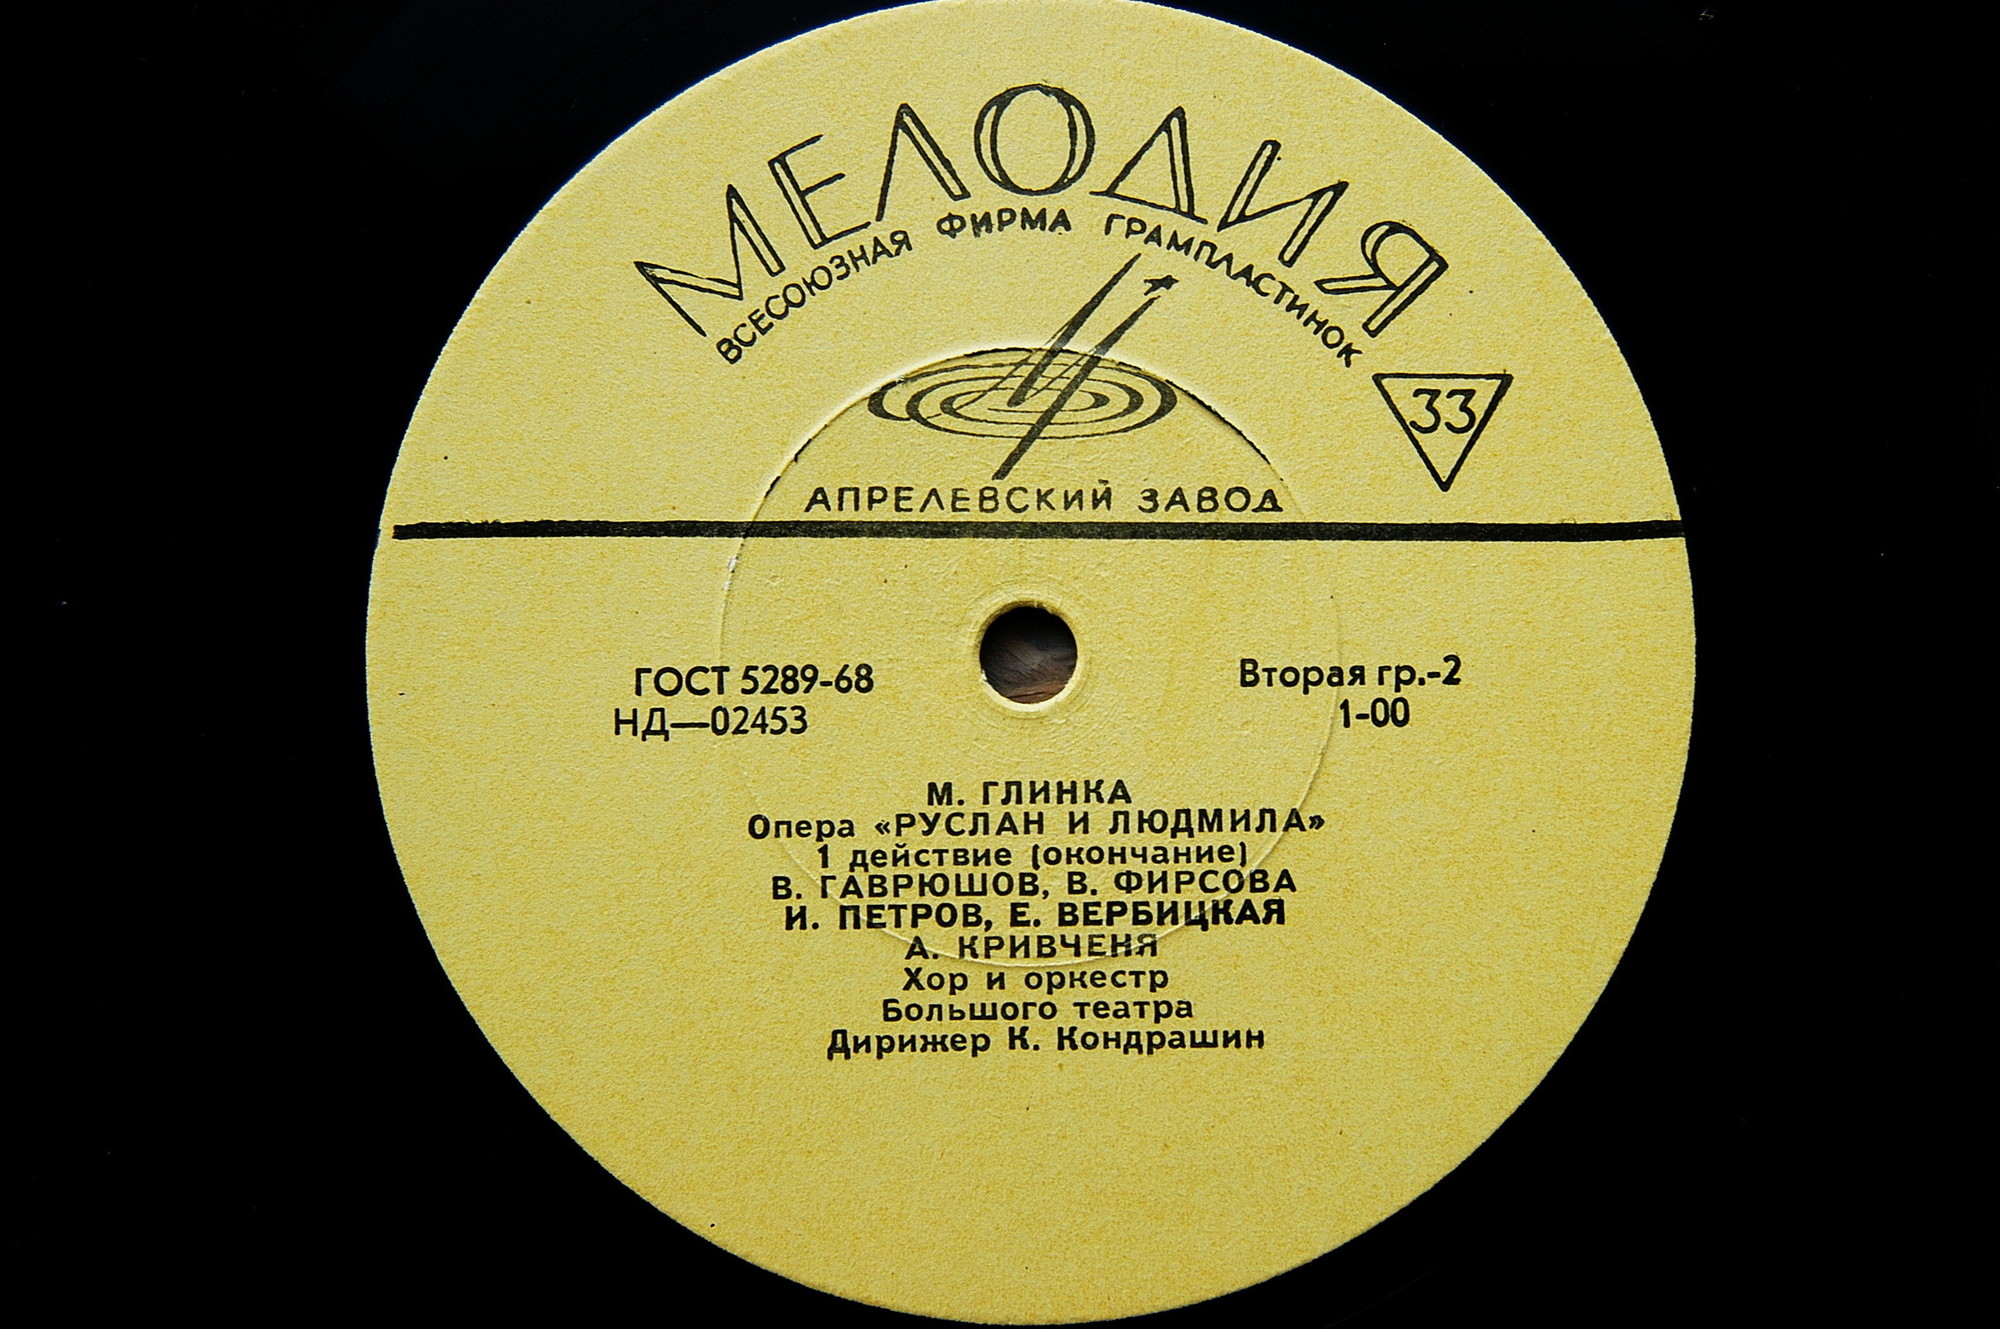 МЕЛОДИЯ
ВСЕСОЮЗНАЯ ФИРМА ГРАМПЛАСТИНОК
33
АПРЕЛЕВСКИЙ ЗАВОД
ГОСТ 5289-68
НД—02453
Вторая гр.-2
1-00
М. ГЛИНКА
Опера «РУСЛАН И ЛЮДМИЛА»
1 действие (окончание)
В. ГАВРЮШОВ, В. ФИРСОВА
И. ПЕТРОВ, Е. ВЕРБИЦКАЯ
А. КРИВЧЕНЯ
Хор и оркестр
Большого театра
Дирижер К. Кондрашин